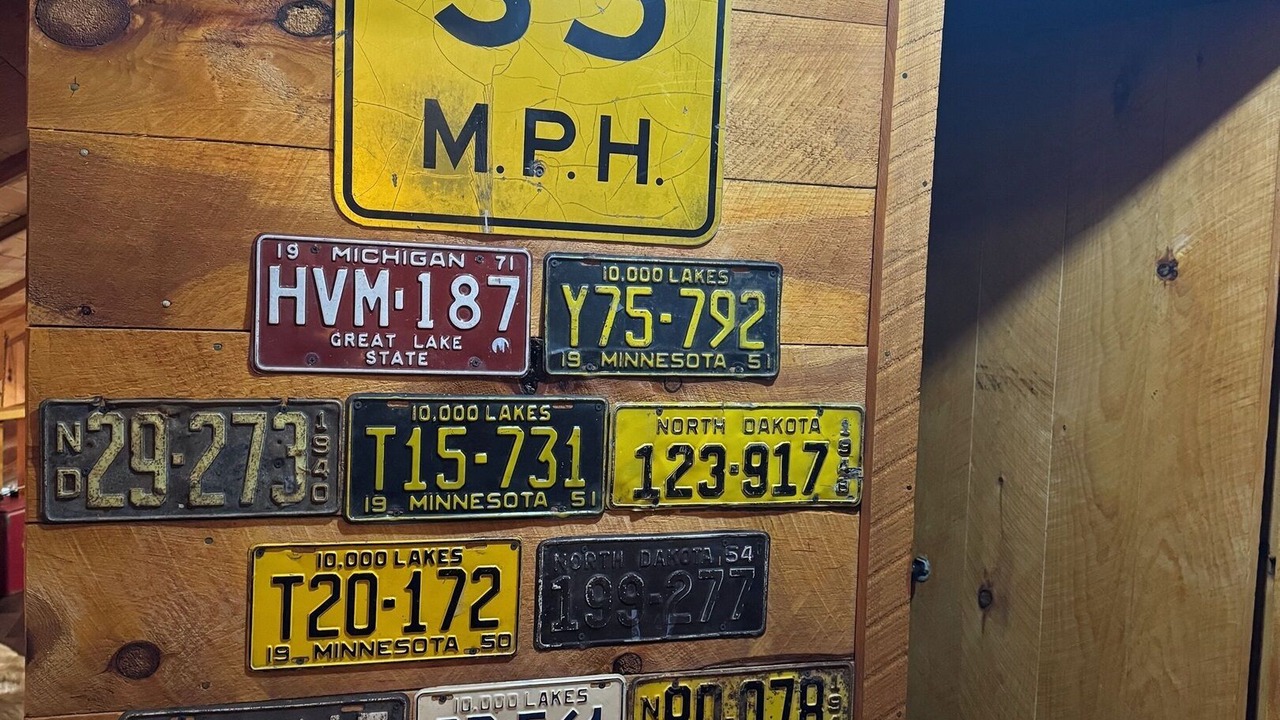 M.P.H.
19 MICHIGAN 71
HVM-187
GREAT LAKE
STATE
10,000 LAKES
Y75-792
19 MINNESOTA 51
ND 29-273 1940
10,000 LAKES
T15-731
19 MINNESOTA 51
NORTH DAKOTA
123-917
10,000 LAKES
T20-172
19 MINNESOTA 50
NORTH DAKOTA 54
199-277
10,000 LAKES